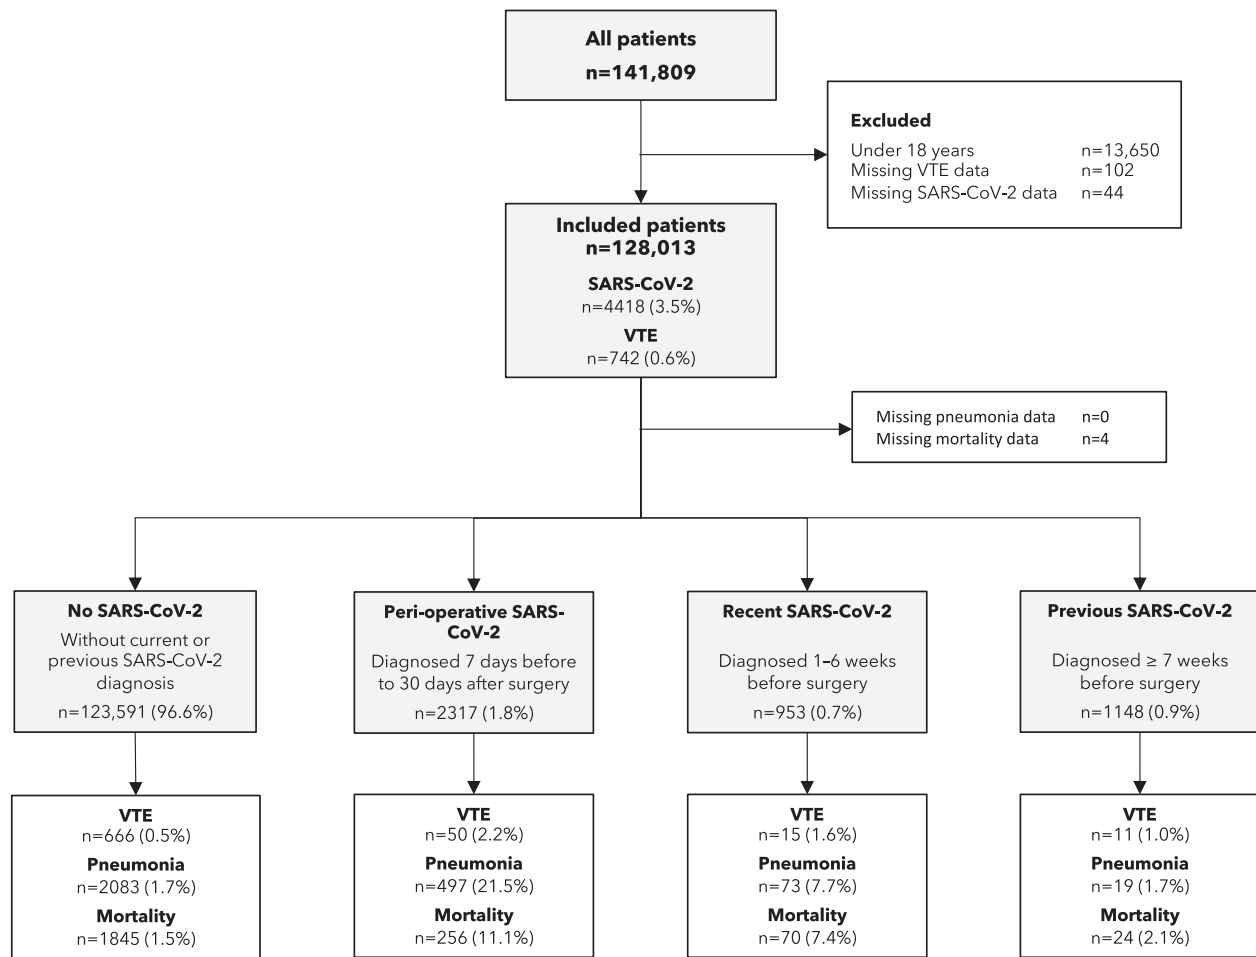 All patients
n=141,809
Excluded
Under 18 years n=13,650
Missing VTE data n=102
Missing SARS-CoV-2 data n=44
Included patients
n=128,013
SARS-CoV-2
n=4418 (3.5%)
VTE
n=742 (0.6%)
Missing pneumonia data n=0
Missing mortality data n=4
No SARS-CoV-2
Without current or
previous SARS-CoV-2
diagnosis
n=123,591 (96.6%)
Peri-operative SARS-
CoV-2
Diagnosed 7 days before
to 30 days after surgery
n=2317 (1.8%)
Recent SARS-CoV-2
Diagnosed 1–6 weeks
before surgery
n=953 (0.7%)
Previous SARS-CoV-2
Diagnosed ≥ 7 weeks
before surgery
n=1148 (0.9%)
VTE
n=666 (0.5%)
Pneumonia
n=2083 (1.7%)
Mortality
n=1845 (1.5%)
VTE
n=50 (2.2%)
Pneumonia
n=497 (21.5%)
Mortality
n=256 (11.1%)
VTE
n=15 (1.6%)
Pneumonia
n=73 (7.7%)
Mortality
n=70 (7.4%)
VTE
n=11 (1.0%)
Pneumonia
n=19 (1.7%)
Mortality
n=24 (2.1%)